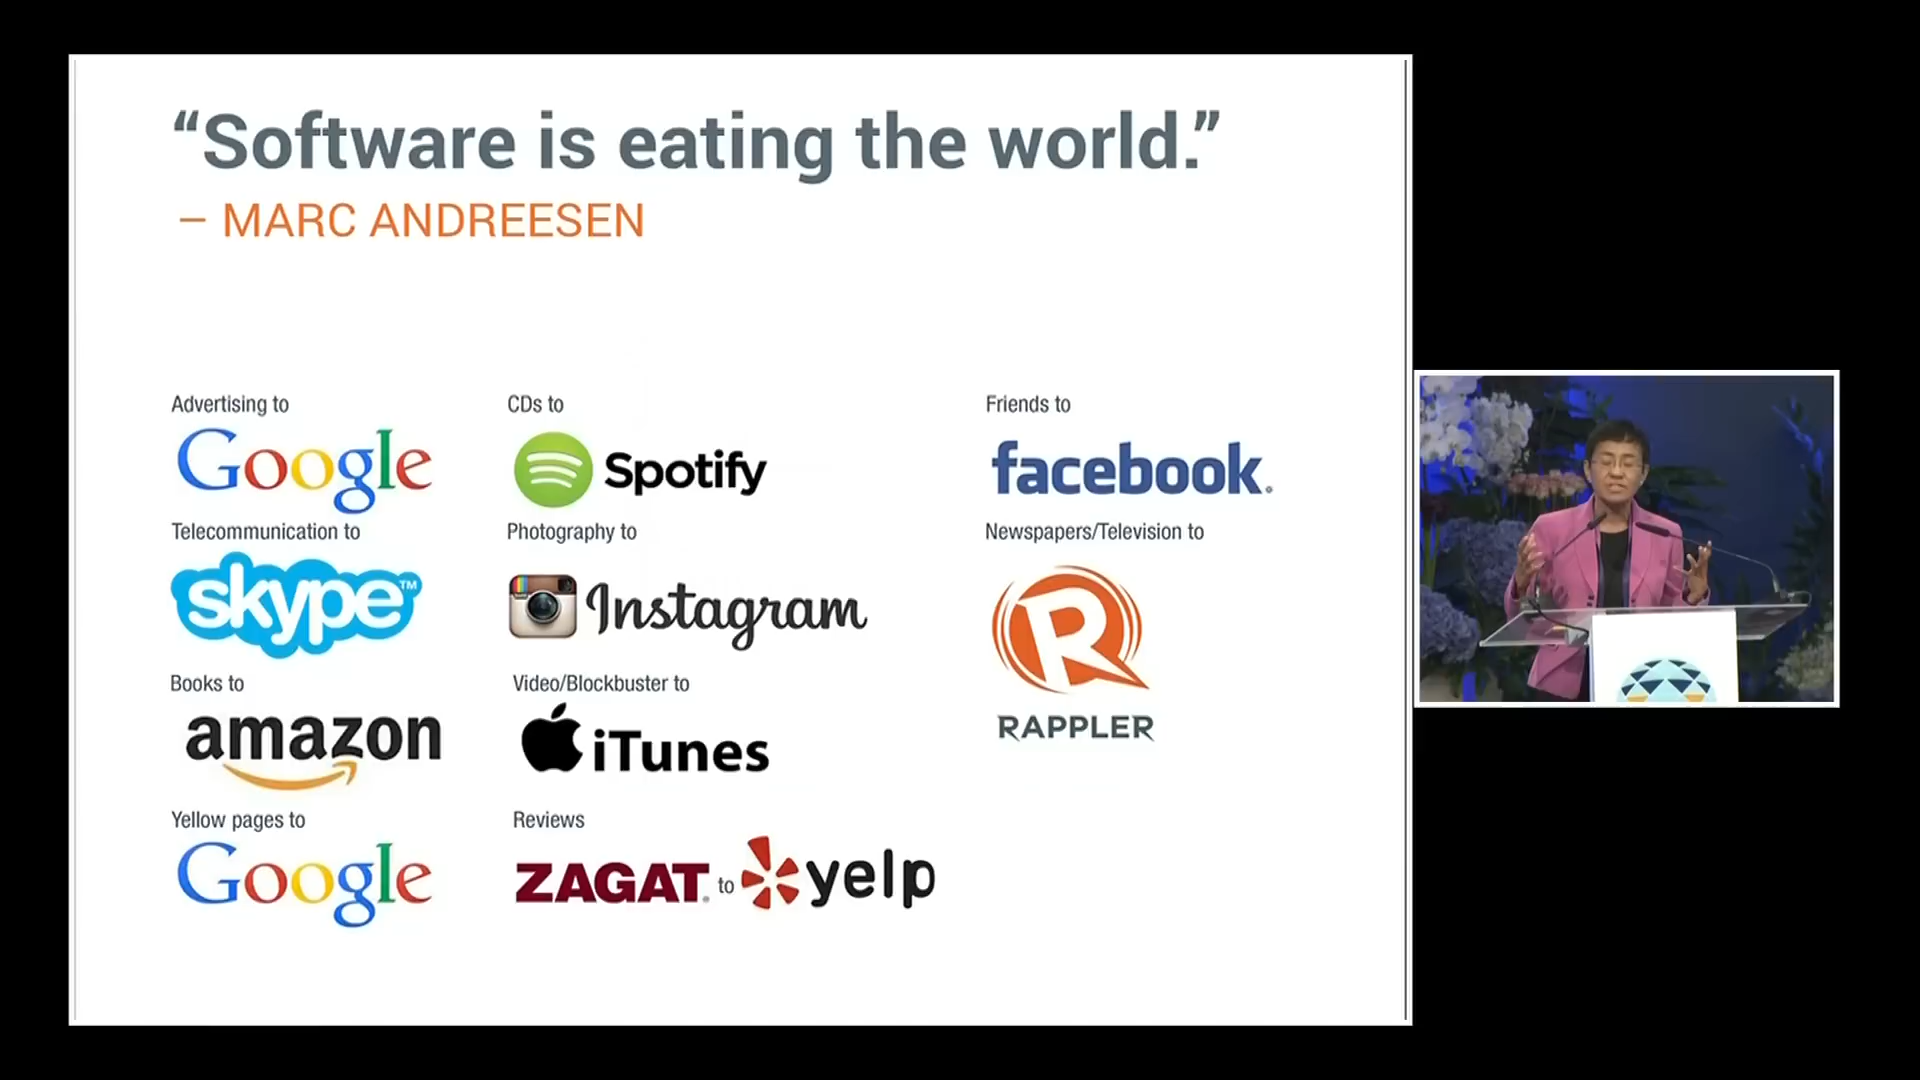 “Software is eating the world.”
– MARC ANDREESEN
Advertising to
Google
Telecommunication to
skype™
Books to
amazon
Yellow pages to
Google
CDs to
Spotify
Photography to
Instagram
Video/Blockbuster to
iTunes
Reviews
ZAGAT® to yelp
Friends to
facebook®
Newspapers/Television to
R
RAPPLER